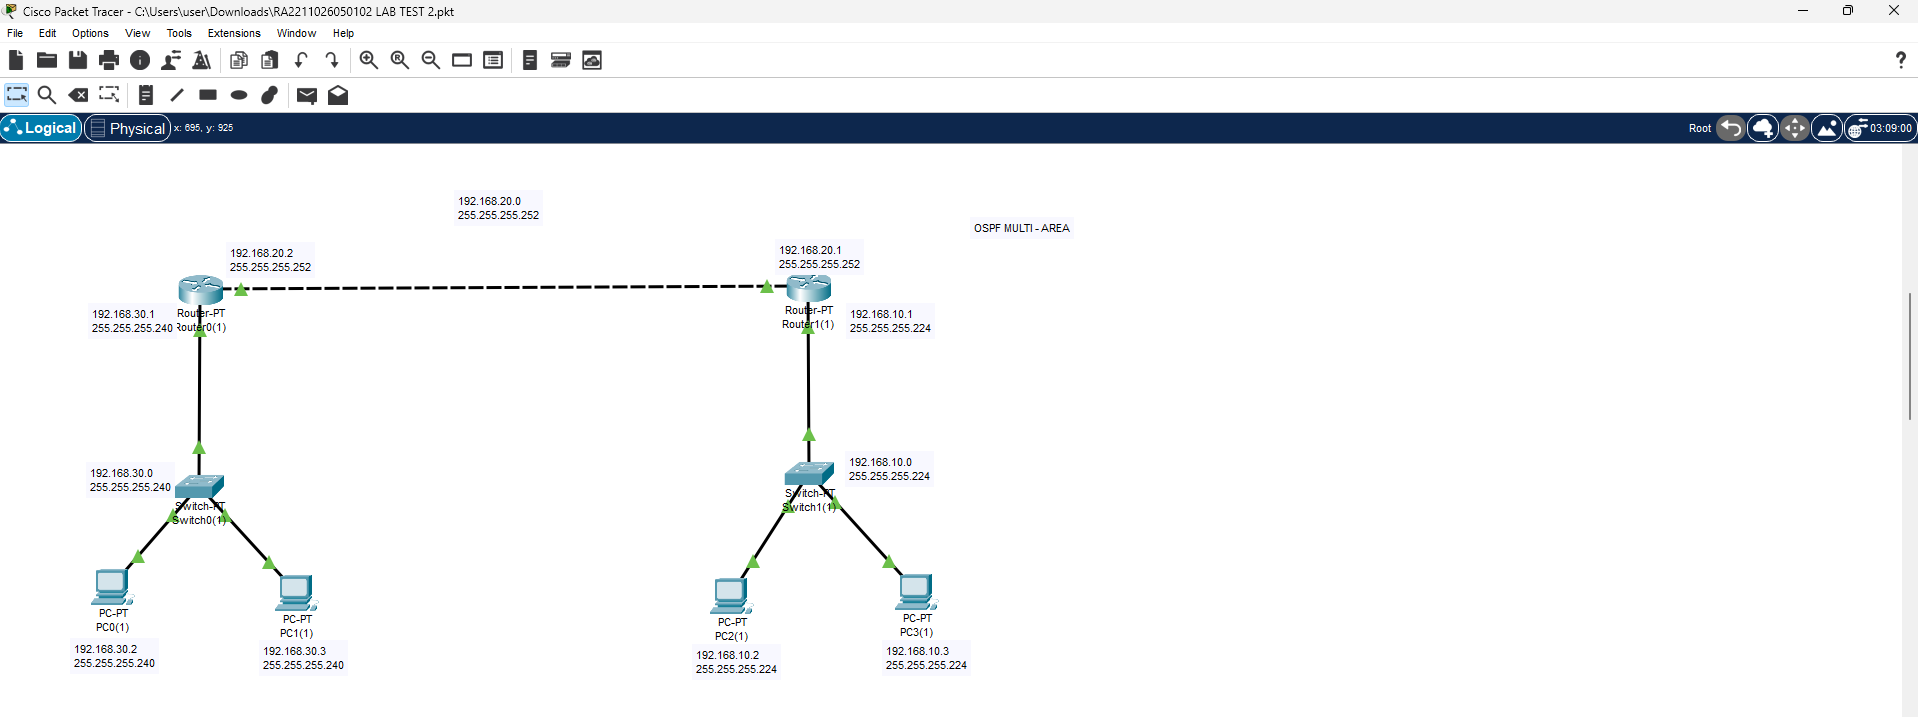 Cisco Packet Tracer - C:\Users\user\Downloads\RA2211026050102 LAB TEST 2.pkt
File Edit Options View Tools Extensions Window Help
Logical Physical x: 695, y: 925 Root 03:09:00
192.168.20.0
255.255.255.252
OSPF MULTI - AREA
192.168.20.2
255.255.255.252
192.168.20.1
255.255.255.252
192.168.30.1
255.255.255.240
Router-PT
Router0(1)
Router-PT
Router1(1)
192.168.10.1
255.255.255.224
192.168.30.0
255.255.255.240
Switch-PT
Switch0(1)
192.168.10.0
255.255.255.224
Switch-PT
Switch1(1)
PC-PT
PC0(1)
192.168.30.2
255.255.255.240
PC-PT
PC1(1)
192.168.30.3
255.255.255.240
PC-PT
PC2(1)
192.168.10.2
255.255.255.224
PC-PT
PC3(1)
192.168.10.3
255.255.255.224